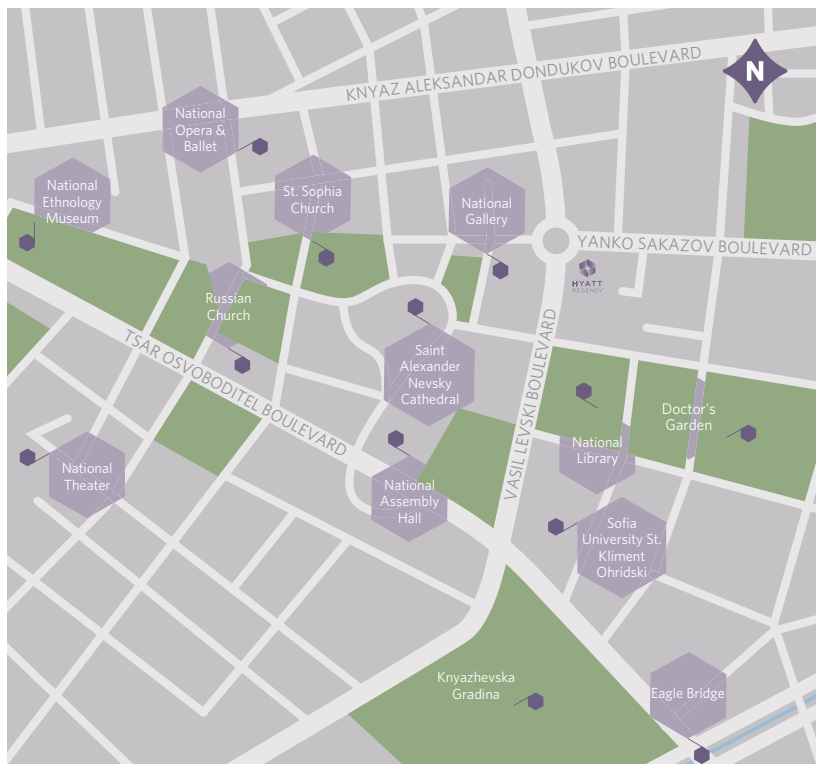 KNYAZ ALEKSANDAR DONDUKOV BOULEVARD
N
National
Opera &
Ballet
National
Ethnology
Museum
St. Sophia
Church
National
Gallery
YANKO SAKAZOV BOULEVARD
HYATT
REGENCY
Russian
Church
TSAR OSVOBODITEL BOULEVARD
Saint
Alexander
Nevsky
Cathedral
VASIL LEVSKI BOULEVARD
Doctor's
Garden
National
Library
National
Theater
National
Assembly
Hall
Sofia
University St.
Kliment
Ohridski
Knyazhevska
Gradina
Eagle Bridge